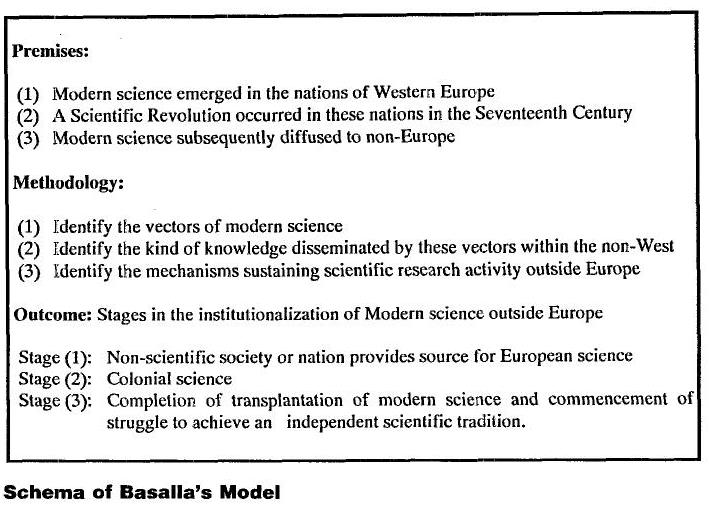 Premises:
(1) Modern science emerged in the nations of Western Europe
(2) A Scientific Revolution occurred in these nations in the Seventeenth Century
(3) Modern science subsequently diffused to non-Europe
Methodology:
(1) Identify the vectors of modern science
(2) Identify the kind of knowledge disseminated by these vectors within the non-West
(3) Identify the mechanisms sustaining scientific research activity outside Europe
Outcome: Stages in the institutionalization of Modern science outside Europe
Stage (1): Non-scientific society or nation provides source for European science
Stage (2): Colonial science
Stage (3): Completion of transplantation of modern science and commencement of
struggle to achieve an independent scientific tradition.
Schema of Basalla's Model